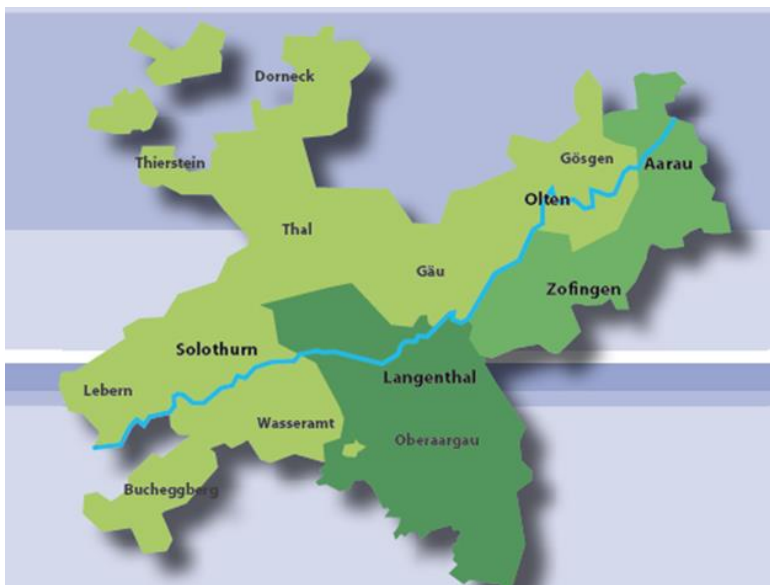 Dorneck
Thierstein
Gösgen
Aarau
Olten
Thal
Gäu
Zofingen
Solothurn
Langenthal
Lebern
Wasseramt
Oberaargau
Bucheggberg